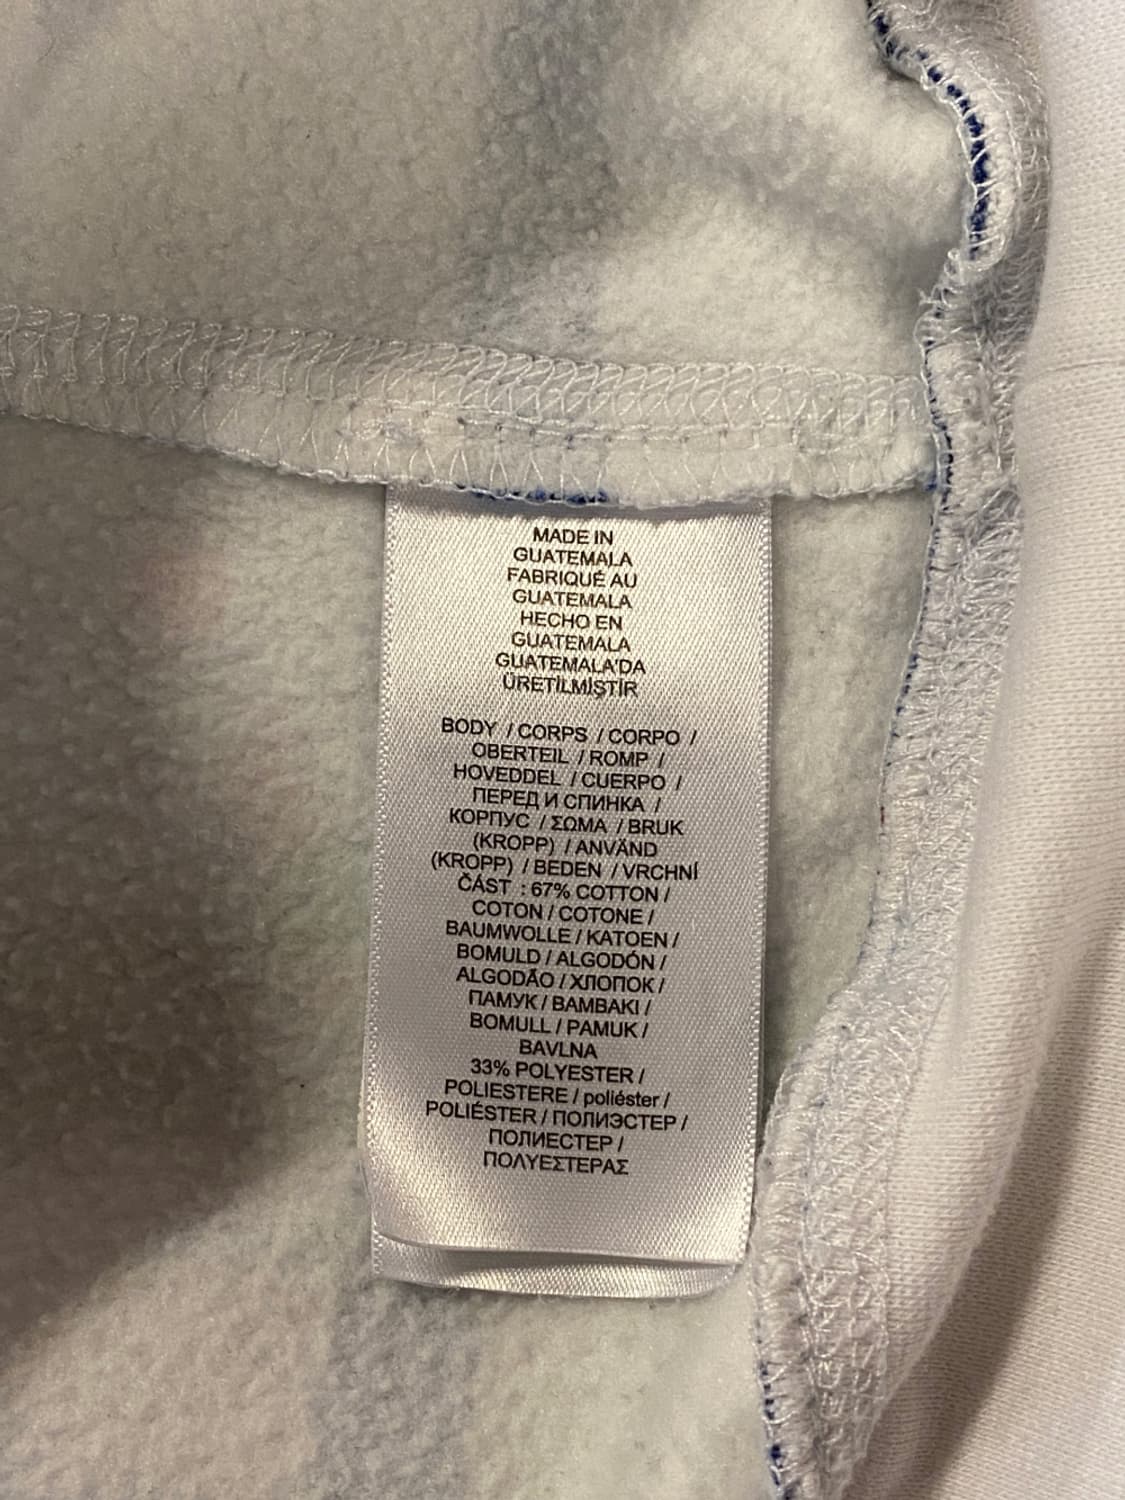 MADE IN
GUATEMALA
FABRIQUÉ AU
GUATEMALA
HECHO EN
GUATEMALA
GUATEMALA'DA
ÜRETİLMİŞTİR
BODY / CORPS / CORPO /
OBERTEIL / ROMP /
HOVEDDEL / CUERPO /
ПЕРЕД И СПИНКА /
КОРПУС / ΣΩΜΑ / BRUK
(KROPP) / ANVÄND
(KROPP) / BEDEN / VRCHNÍ
ČÁST : 67% COTTON /
COTON / COTONE /
BAUMWOLLE / KATOEN /
BOMULD / ALGODÓN /
ALGODÃO / ХЛОПОК /
ПАМУК / BAMBAKI /
BOMULL / PAMUK /
BAVLNA
33% POLYESTER /
POLIESTERE / poliéster /
POLIÉSTER / ПОЛИЭСТЕР /
ПОЛИЕСТЕР /
ΠΟΛΥΕΣΤΕΡΑΣ